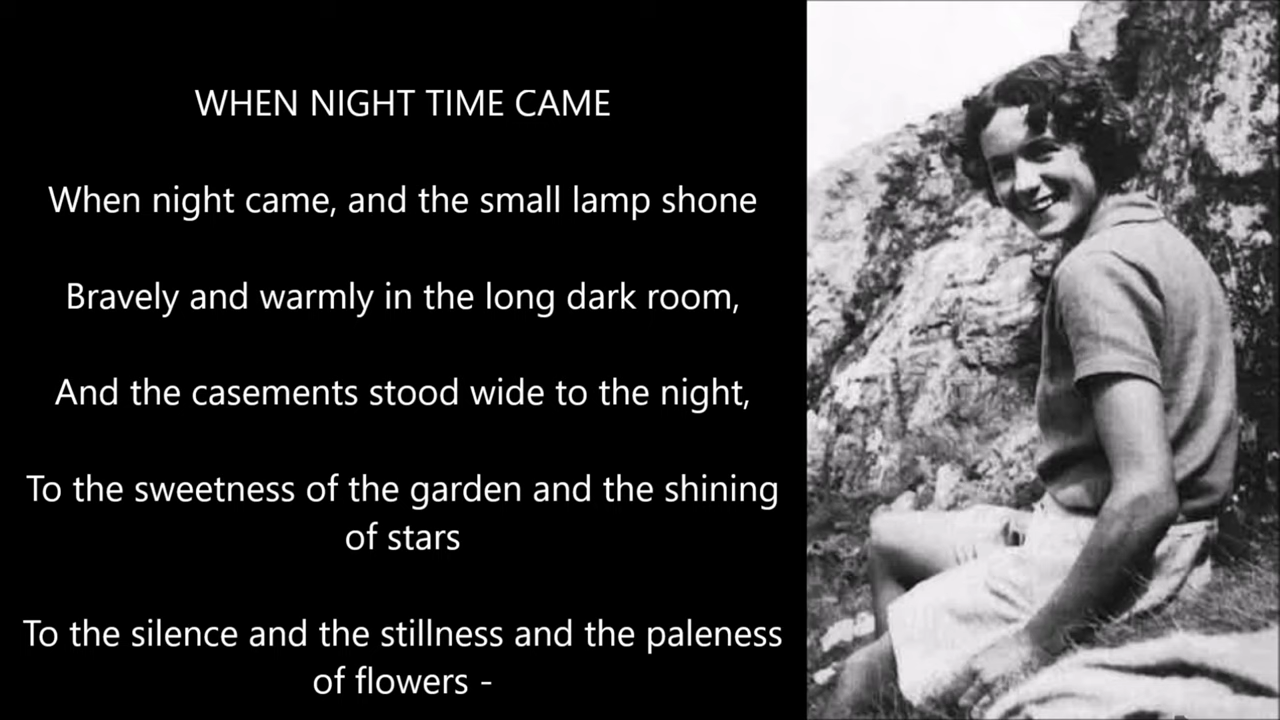 WHEN NIGHT TIME CAME
When night came, and the small lamp shone
Bravely and warmly in the long dark room,
And the casements stood wide to the night,
To the sweetness of the garden and the shining
of stars
To the silence and the stillness and the paleness
of flowers -